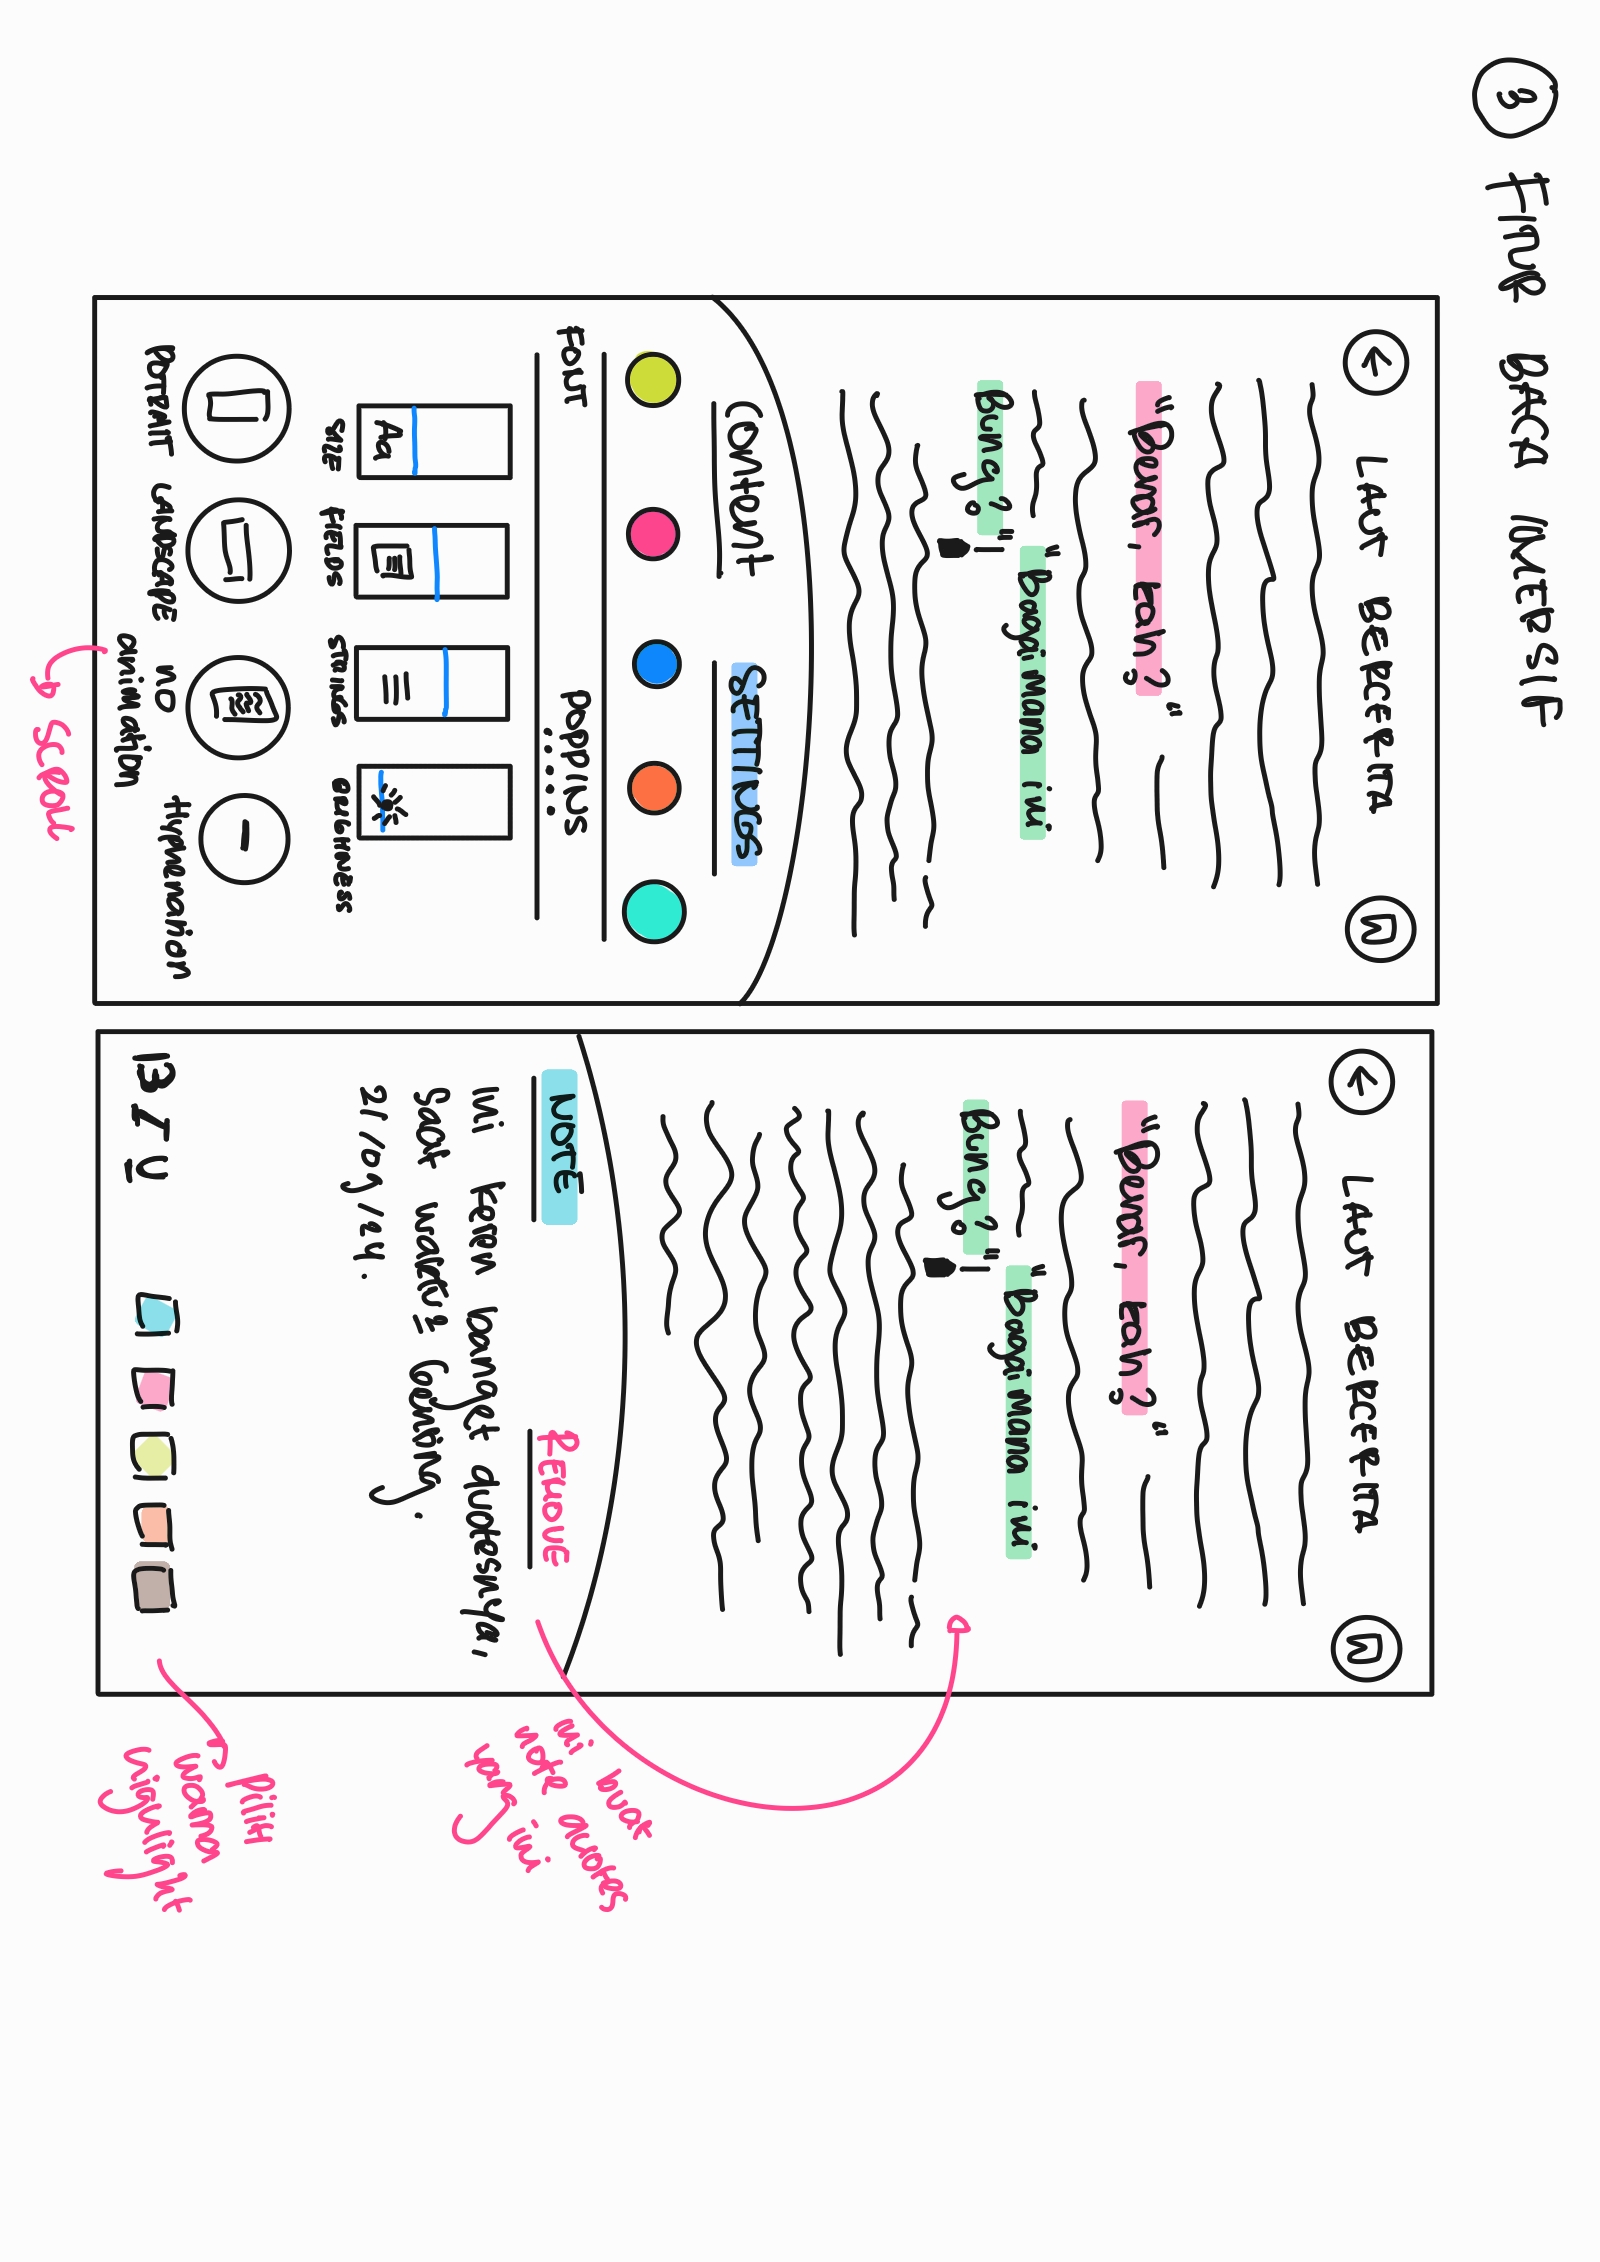 3 FITUR BACA IMERSIF
LAUT BERCERITA
"Benar, kah?"
"Bagaimana ini
Bung?"
Content SETTINGS
FONT POPPINS
Aa
SIZE FIELDS STRINGS BRIGHNESS
POTRAIT LANDSCAPE NO animation Hyphenation
SCROLL
LAUT BERCERITA
"Benar, kah?"
"Bagaimana ini
Bung?"
NOTE REMOVE
Ini keren banget quotesnya,
Saat waktu2 genting.
21/09/24.
B I U
ini buat
note quotes
yang ini
Pilih
warna
higulight